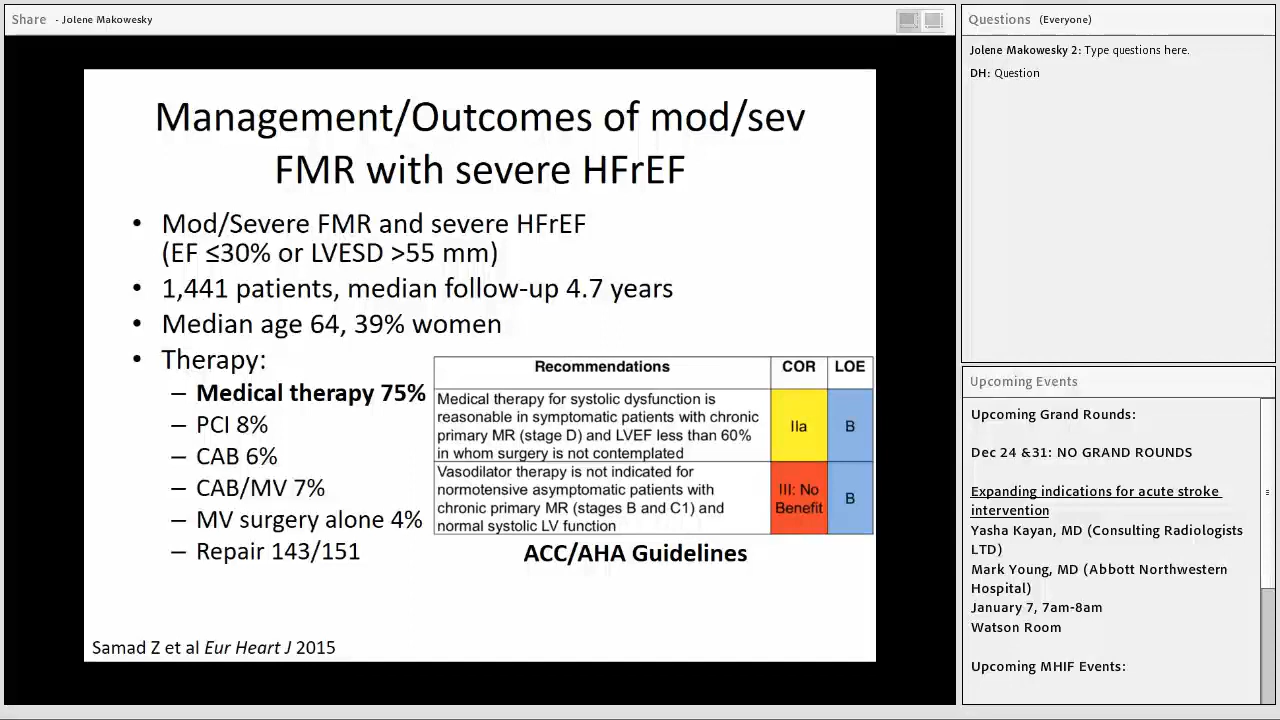 Share - Jolene Makowesky
Management/Outcomes of mod/sev
FMR with severe HFrEF
• Mod/Severe FMR and severe HFrEF
(EF ≤30% or LVESD >55 mm)
• 1,441 patients, median follow-up 4.7 years
• Median age 64, 39% women
• Therapy:
– Medical therapy 75%
– PCI 8%
– CAB 6%
– CAB/MV 7%
– MV surgery alone 4%
– Repair 143/151
Recommendations COR LOE
Medical therapy for systolic dysfunction is
reasonable in symptomatic patients with chronic
primary MR (stage D) and LVEF less than 60%
in whom surgery is not contemplated
IIa B
Vasodilator therapy is not indicated for
normotensive asymptomatic patients with
chronic primary MR (stages B and C1) and
normal systolic LV function
III: No
Benefit
B
ACC/AHA Guidelines
Samad Z et al Eur Heart J 2015
Questions (Everyone)
Jolene Makowesky 2: Type questions here.
DH: Question
Upcoming Events
Upcoming Grand Rounds:
Dec 24 &31: NO GRAND ROUNDS
Expanding indications for acute stroke
intervention
Yasha Kayan, MD (Consulting Radiologists
LTD)
Mark Young, MD (Abbott Northwestern
Hospital)
January 7, 7am-8am
Watson Room
Upcoming MHIF Events: